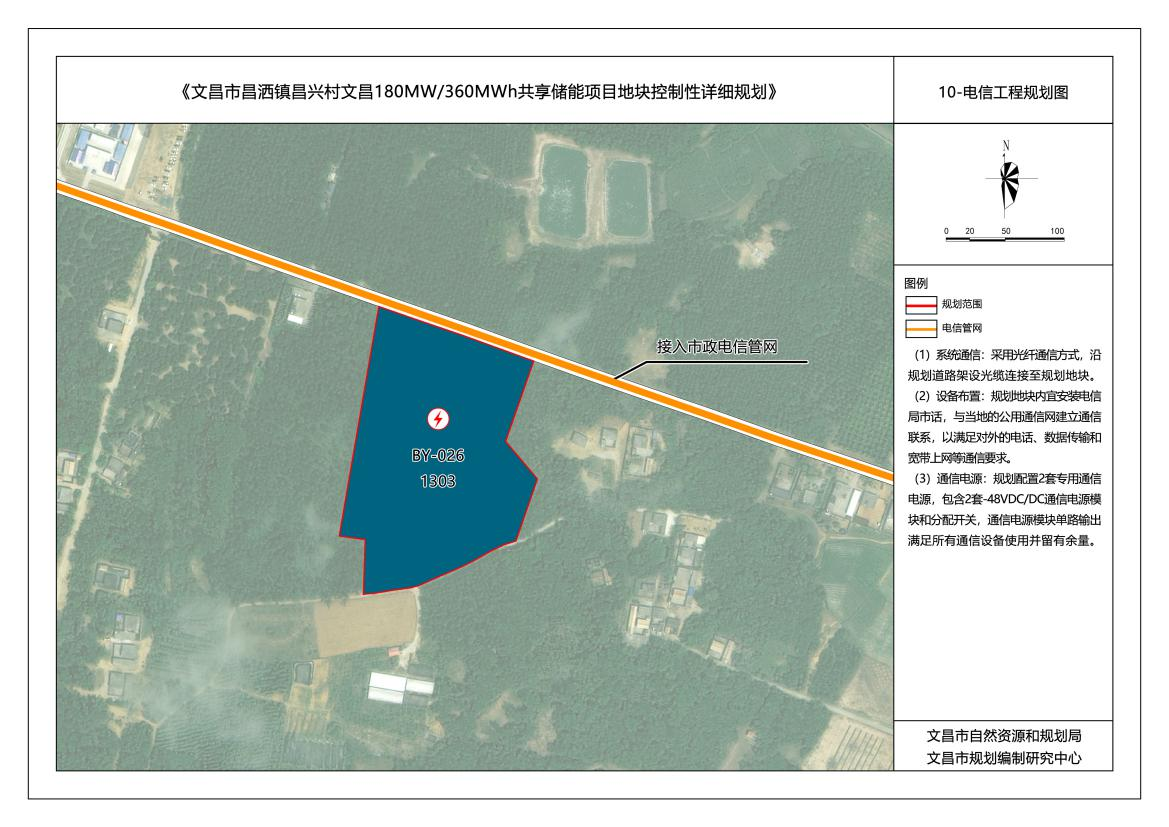 《文昌市昌洒镇昌兴村文昌180MW/360MWh共享储能项目地块控制性详细规划》
10-电信工程规划图
N
0 20 50 100
图例
规划范围
电信管网
（1）系统通信：采用光纤通信方式，沿
规划道路架设光缆连接至规划地块。
（2）设备布置：规划地块内宜安装电信
局市话，与当地的公用通信网建立通信
联系，以满足对外的电话、数据传输和
宽带上网等通信要求。
（3）通信电源：规划配置2套专用通信
电源，包含2套-48VDC/DC通信电源模
块和分配开关，通信电源模块单路输出
满足所有通信设备使用并留有余量。
接入市政电信管网
BY-026
1303
文昌市自然资源和规划局
文昌市规划编制研究中心